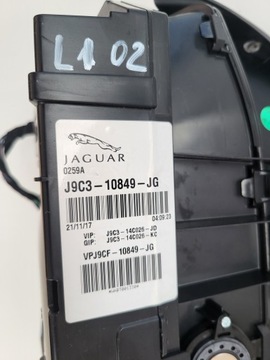 L1 02
JAGUAR
0259A
J9C3-10849-JG
21/11/17 04:09:23
VIP: J9C3-14C026-JD
GIP: J9C3-14C026-KC
VPJ9CF-10849-JG